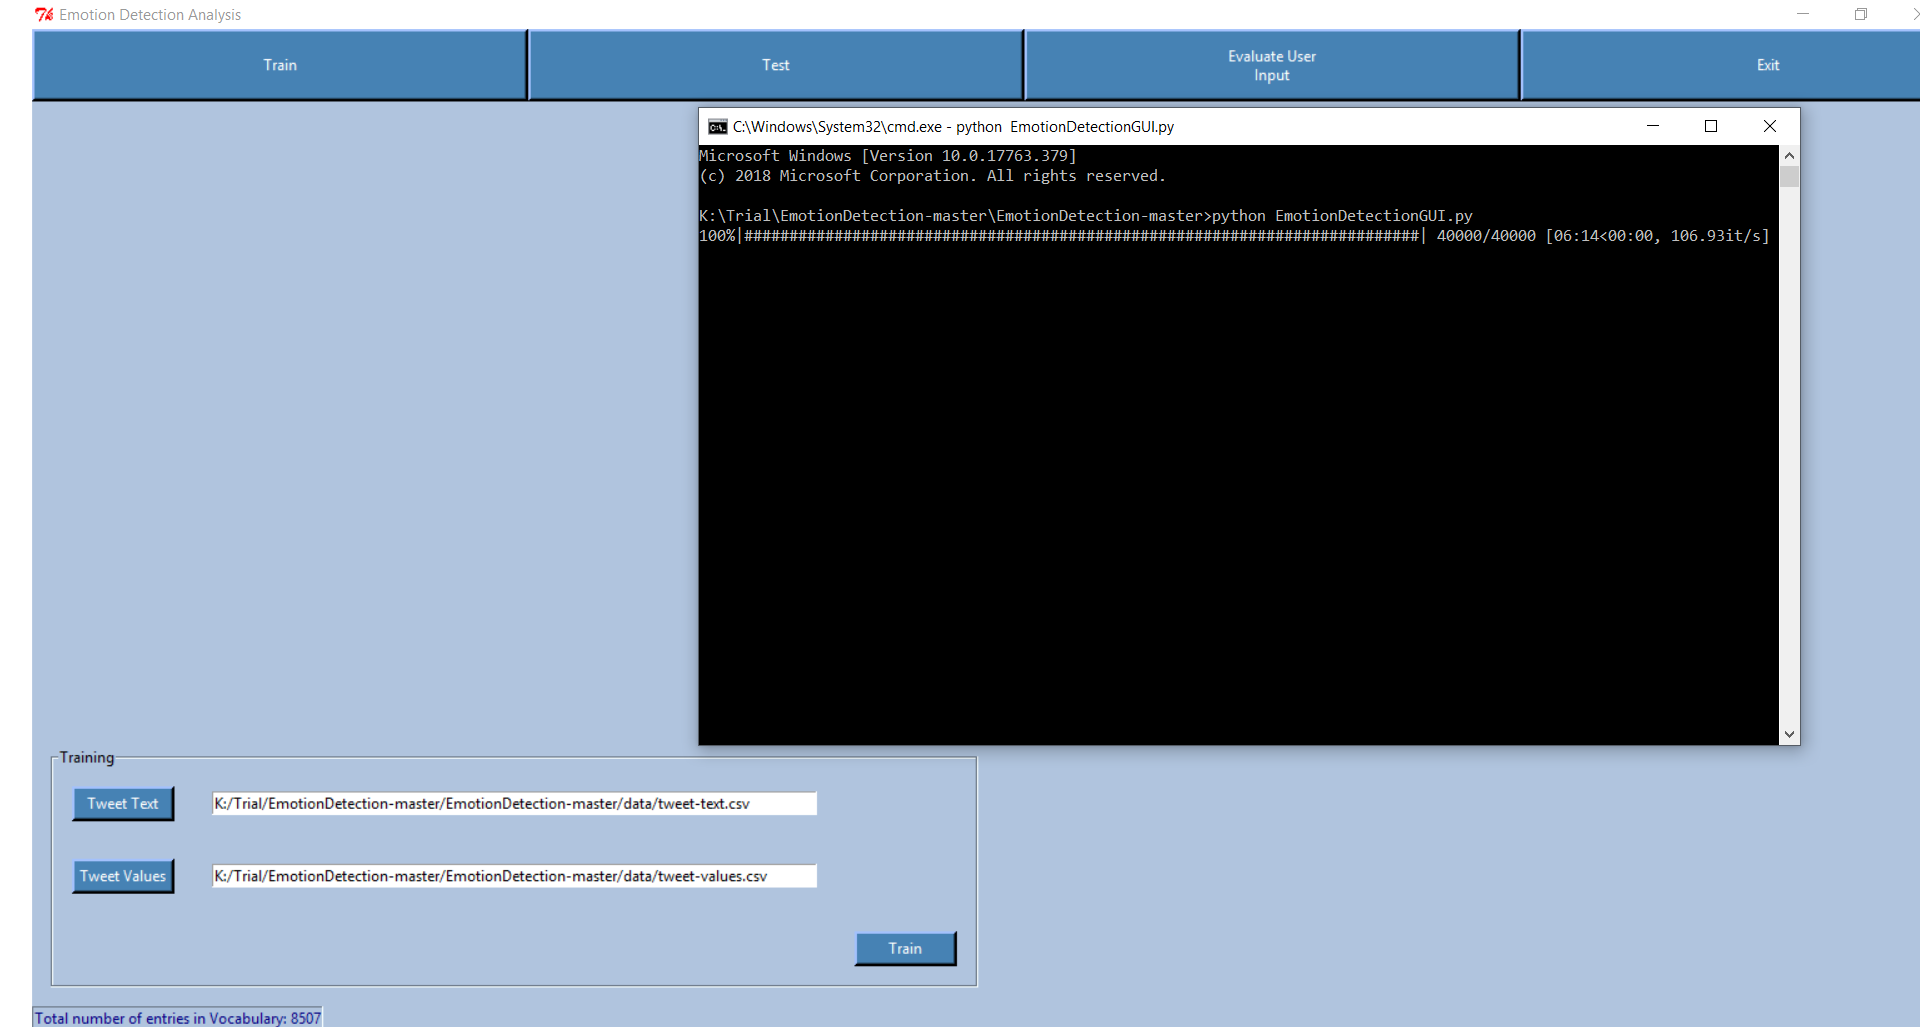 Emotion Detection Analysis
Train
Test
Evaluate User
Input
Exit
C:\Windows\System32\cmd.exe - python  EmotionDetectionGUI.py
Microsoft Windows [Version 10.0.17763.379]
(c) 2018 Microsoft Corporation. All rights reserved.
K:\Trial\EmotionDetection-master\EmotionDetection-master>python EmotionDetectionGUI.py
100%|###########################################################################| 40000/40000 [06:14<00:00, 106.93it/s]
Training
Tweet Text
K:/Trial/EmotionDetection-master/EmotionDetection-master/data/tweet-text.csv
Tweet Values
K:/Trial/EmotionDetection-master/EmotionDetection-master/data/tweet-values.csv
Train
Total number of entries in Vocabulary: 8507